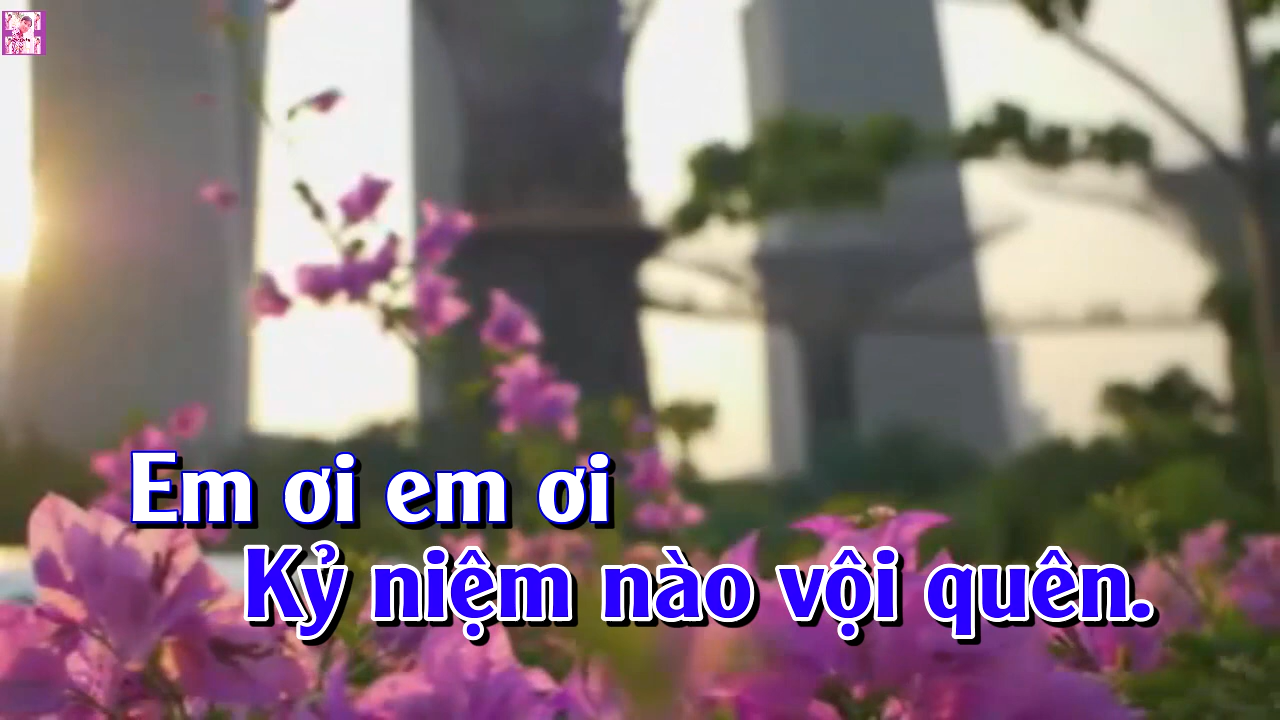 Em ơi em ơi
Kỷ niệm nào vội quên.